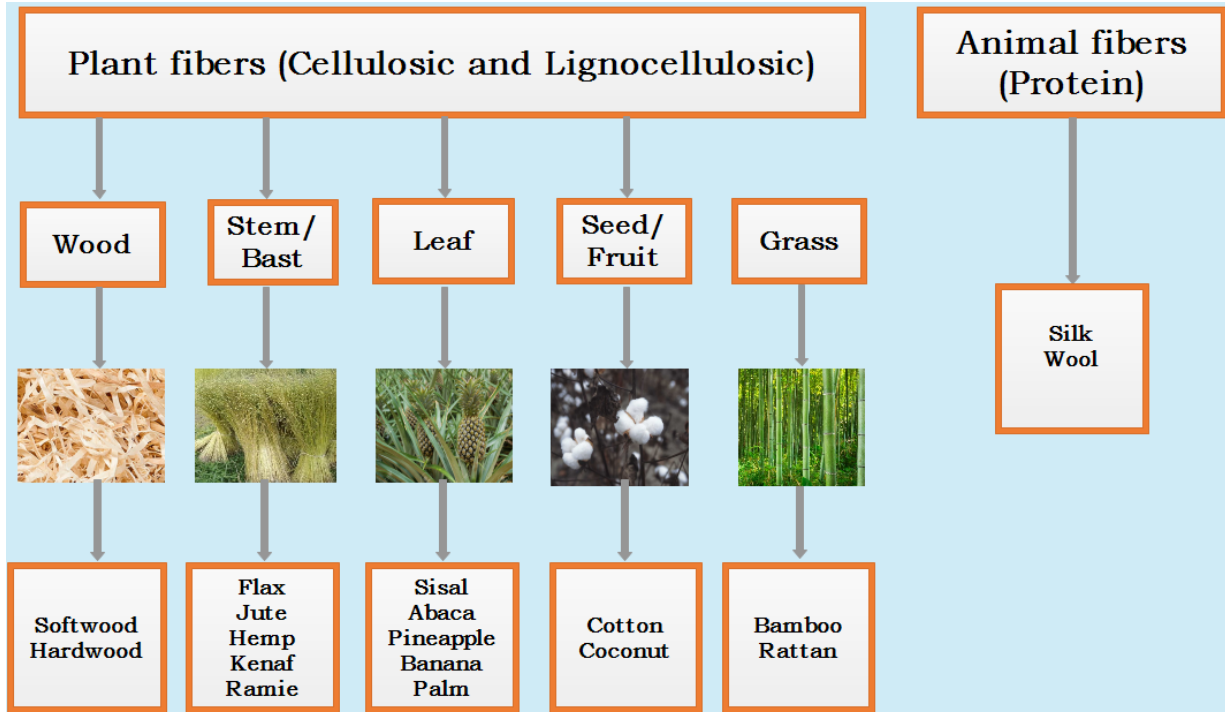 Plant fibers (Cellulosic and Lignocellulosic)
Animal fibers
(Protein)
Wood
Stem/
Bast
Leaf
Seed/
Fruit
Grass
Silk
Wool
Softwood
Hardwood
Flax
Jute
Hemp
Kenaf
Ramie
Sisal
Abaca
Pineapple
Banana
Palm
Cotton
Coconut
Bamboo
Rattan